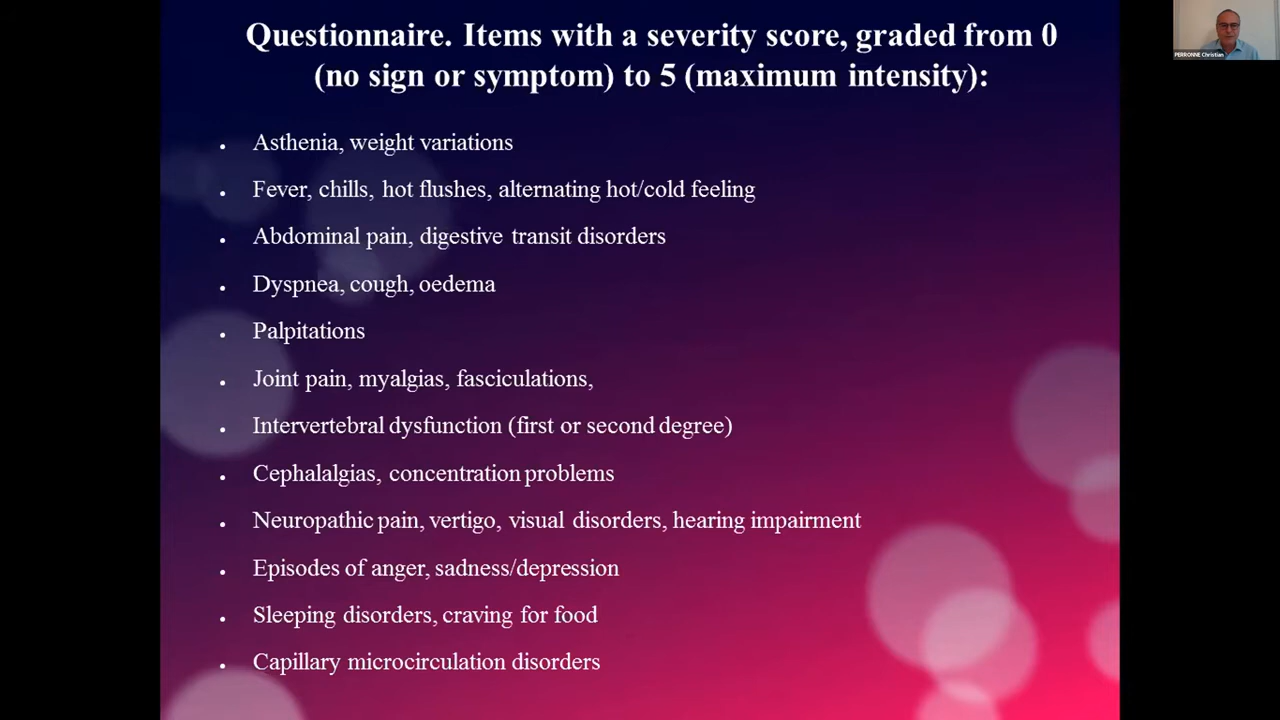 Questionnaire. Items with a severity score, graded from 0
(no sign or symptom) to 5 (maximum intensity):
PERRONNE Christian
• Asthenia, weight variations
• Fever, chills, hot flushes, alternating hot/cold feeling
• Abdominal pain, digestive transit disorders
• Dyspnea, cough, oedema
• Palpitations
• Joint pain, myalgias, fasciculations,
• Intervertebral dysfunction (first or second degree)
• Cephalalgias, concentration problems
• Neuropathic pain, vertigo, visual disorders, hearing impairment
• Episodes of anger, sadness/depression
• Sleeping disorders, craving for food
• Capillary microcirculation disorders